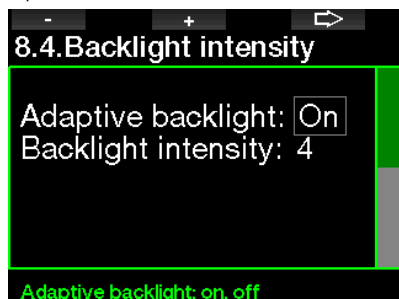 - +
8.4.Backlight intensity
Adaptive backlight: On
Backlight intensity: 4
Adaptive backlight: on, off